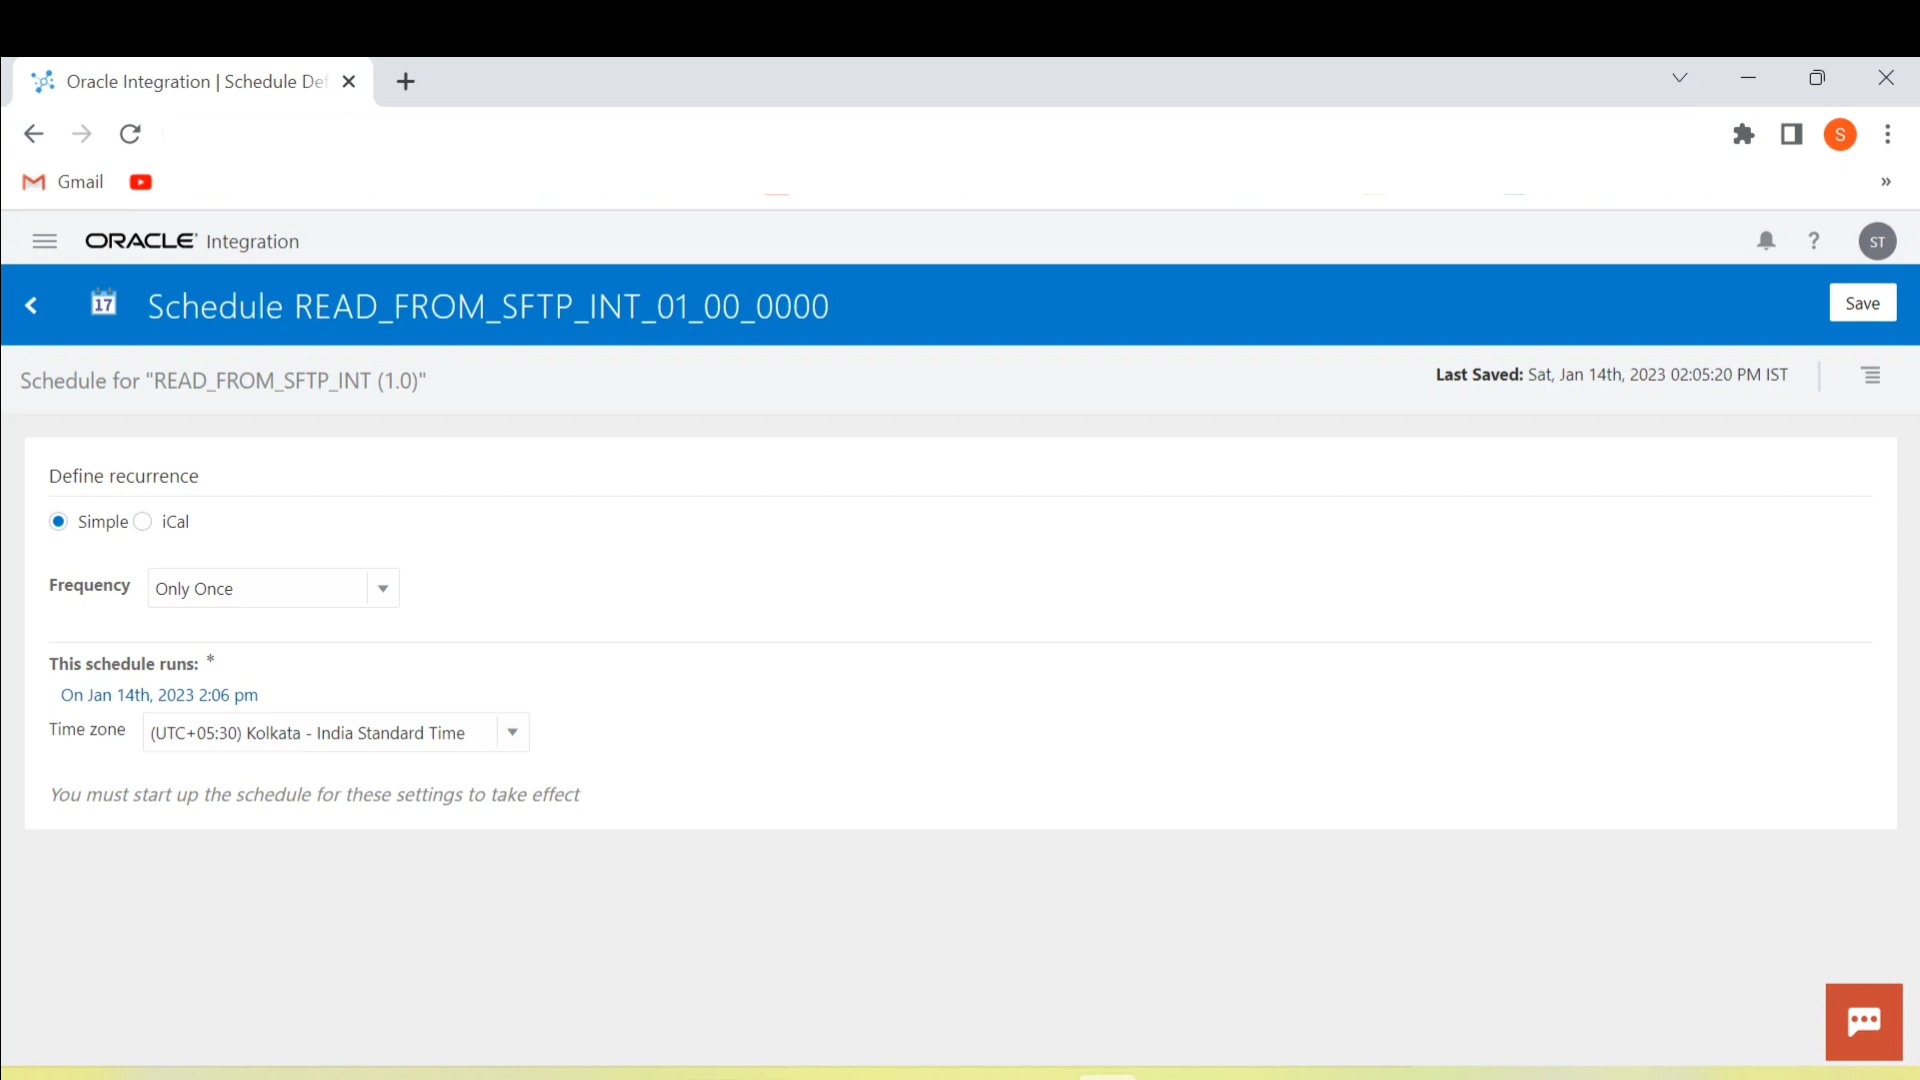 Oracle Integration | Schedule Def
S
Gmail
»
ORACLE Integration
?
ST
17
Schedule READ_FROM_SFTP_INT_01_00_0000
Save
Schedule for "READ_FROM_SFTP_INT (1.0)"
Last Saved: Sat, Jan 14th, 2023 02:05:20 PM IST
Define recurrence
Simple iCal
Frequency Only Once
This schedule runs: *
On Jan 14th, 2023 2:06 pm
Time zone (UTC+05:30) Kolkata - India Standard Time
You must start up the schedule for these settings to take effect